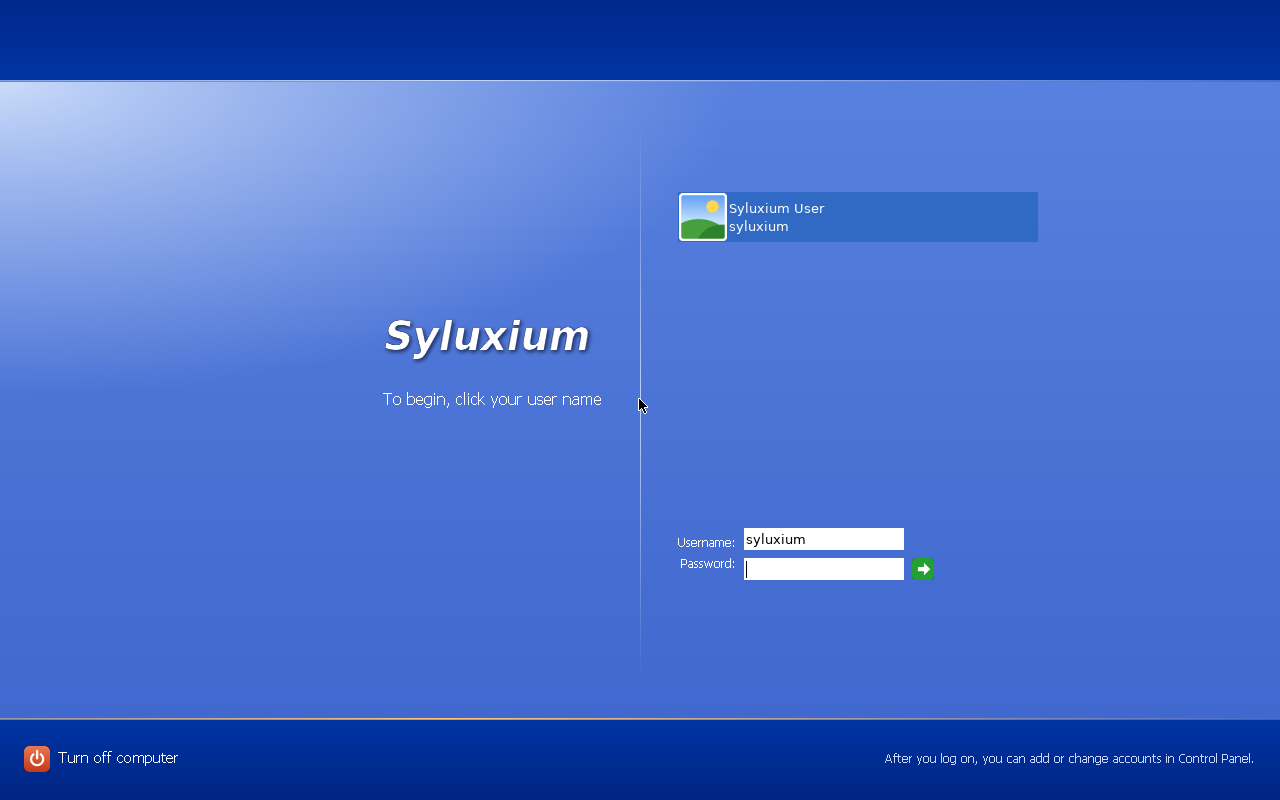 Syluxium
To begin, click your user name
Syluxium User
syluxium
Username: syluxium
Password:
Turn off computer
After you log on, you can add or change accounts in Control Panel.